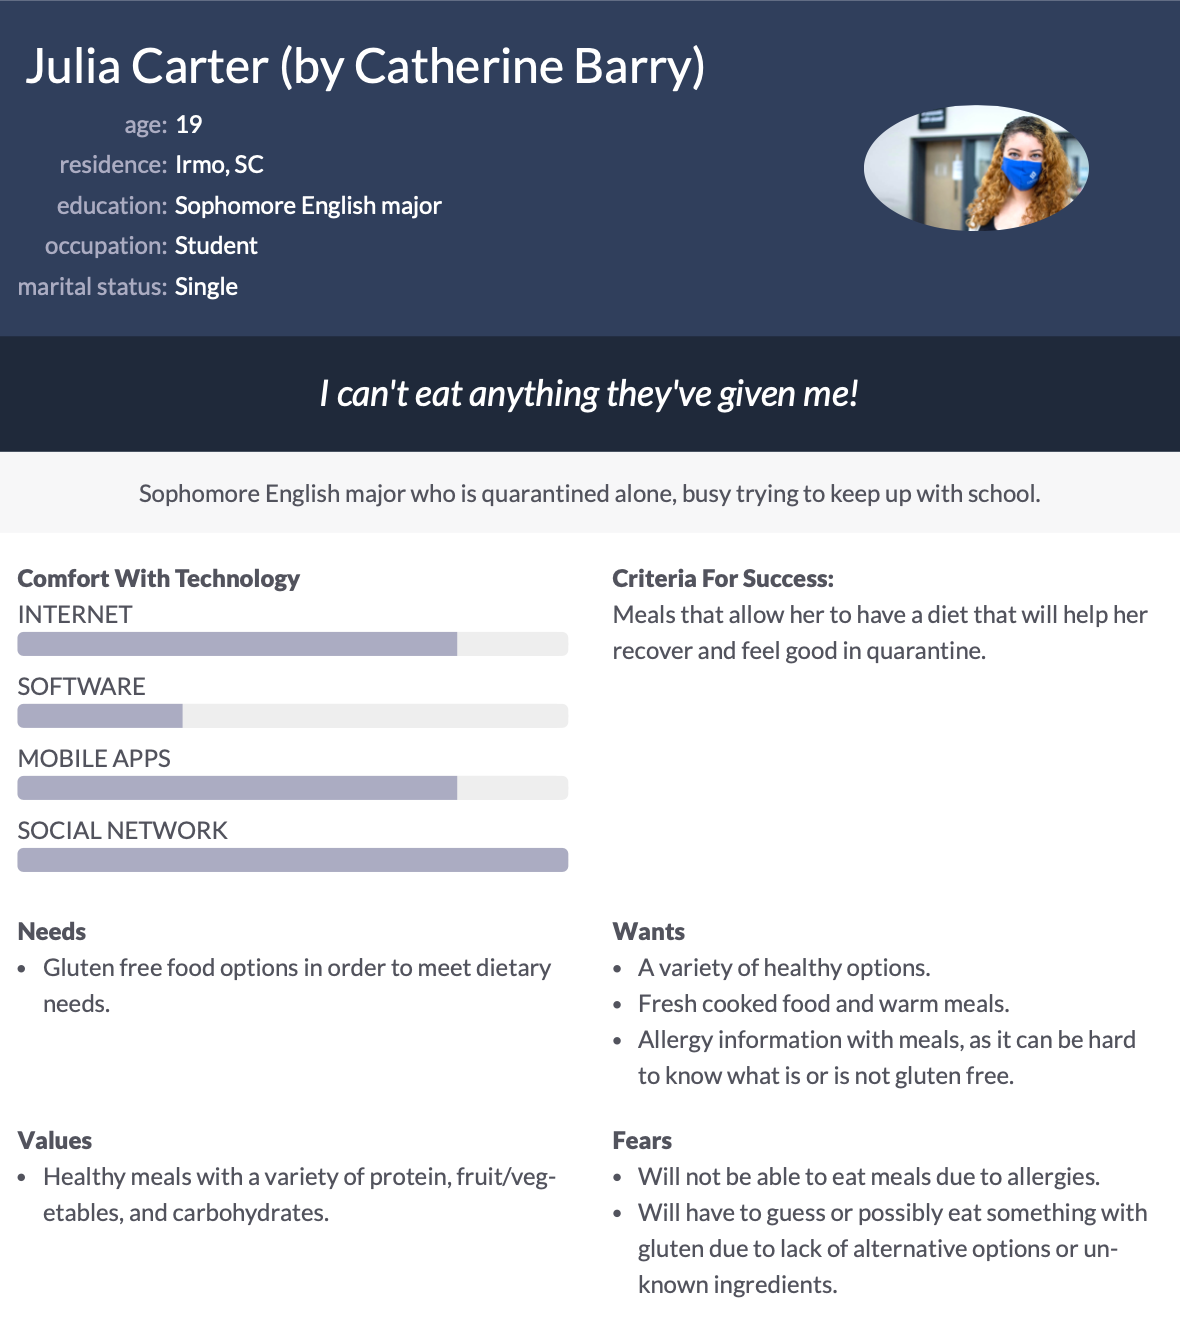 Julia Carter (by Catherine Barry)
age: 19
residence: Irmo, SC
education: Sophomore English major
occupation: Student
marital status: Single
I can't eat anything they've given me!
Sophomore English major who is quarantined alone, busy trying to keep up with school.
Comfort With Technology
INTERNET
SOFTWARE
MOBILE APPS
SOCIAL NETWORK
Criteria For Success:
Meals that allow her to have a diet that will help her
recover and feel good in quarantine.
Needs
• Gluten free food options in order to meet dietary
needs.
Wants
• A variety of healthy options.
• Fresh cooked food and warm meals.
• Allergy information with meals, as it can be hard
to know what is or is not gluten free.
Values
• Healthy meals with a variety of protein, fruit/veg-
etables, and carbohydrates.
Fears
• Will not be able to eat meals due to allergies.
• Will have to guess or possibly eat something with
gluten due to lack of alternative options or un-
known ingredients.